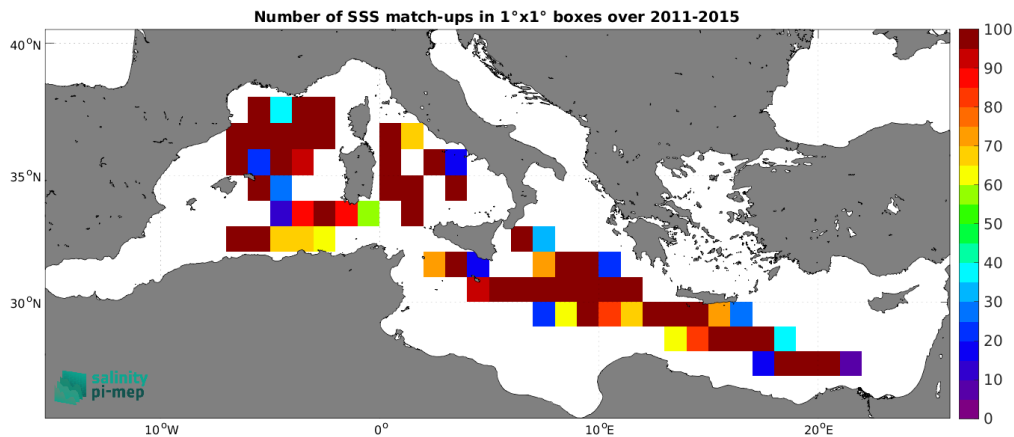 Number of SSS match-ups in 1°x1° boxes over 2011-2015
40°N
35°N
30°N
10°W
0°
10°E
20°E
100
90
80
70
60
50
40
30
20
10
0
salinity
pi-mep